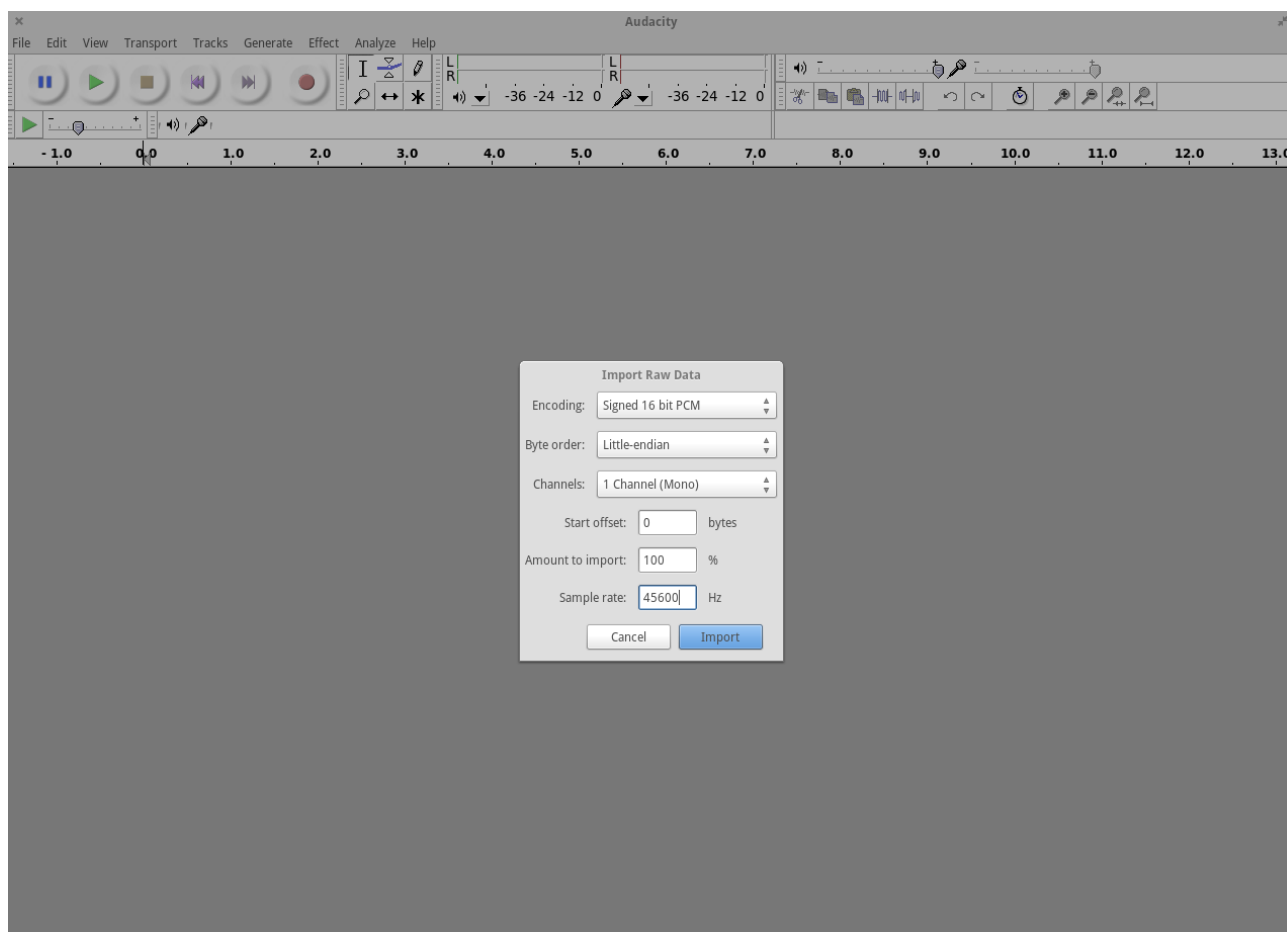 Audacity
File Edit View Transport Tracks Generate Effect Analyze Help
L
R
L
R
-36 -24 -12 0
-36 -24 -12 0
- 1.0 0.0 1.0 2.0 3.0 4.0 5.0 6.0 7.0 8.0 9.0 10.0 11.0 12.0 13.0
Import Raw Data
Encoding: Signed 16 bit PCM
Byte order: Little-endian
Channels: 1 Channel (Mono)
Start offset: 0 bytes
Amount to import: 100 %
Sample rate: 45600 Hz
Cancel Import